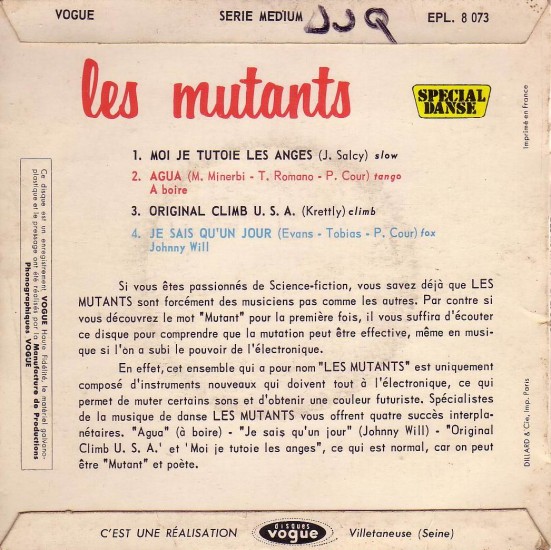 VOGUE SERIE MEDIUM JJQ EPL. 8 073
les mutants
SPECIAL
DANSE
Imprimé en France
1. MOI JE TUTOIE LES ANGES (J. Salcy) slow
2. AGUA (M. Minerbi - T. Romano - P. Cour) tango
A boire
3. ORIGINAL CLIMB U. S. A. (Krettly) climb
4. JE SAIS QU'UN JOUR (Evans - Tobias - P. Cour) fox
Johnny Will
Ce disque est un enregistrement VOGUE Haute Fidélité, le matériel galvano-
plastique et le pressage ont été réalisés par la Manufacture de Productions
Phonographiques VOGUE
Si vous êtes passionnés de Science-fiction, vous savez déjà que LES
MUTANTS sont forcément des musiciens pas comme les autres. Par contre si
vous découvrez le mot "Mutant" pour la première fois, il vous suffira d'écouter
ce disque pour comprendre que la mutation peut être effective, même en musi-
que si l'on a subi le pouvoir de l'électronique.
En effet, cet ensemble qui a pour nom "LES MUTANTS" est uniquement
composé d'instruments nouveaux qui doivent tout à l'électronique, ce qui
permet de muter certains sons et d'obtenir une couleur futuriste. Spécialistes
de la musique de danse LES MUTANTS vous offrent quatre succès interpla-
nétaires. "Agua" (à boire) - "Je sais qu'un jour" (Johnny Will) - "Original
Climb U. S. A.' et 'Moi je tutoie les anges", ce qui est normal, car on peut
être "Mutant" et poète.
DILLARD & Cie, Imp. Paris
C'EST UNE RÉALISATION disques vogue Villetaneuse (Seine)